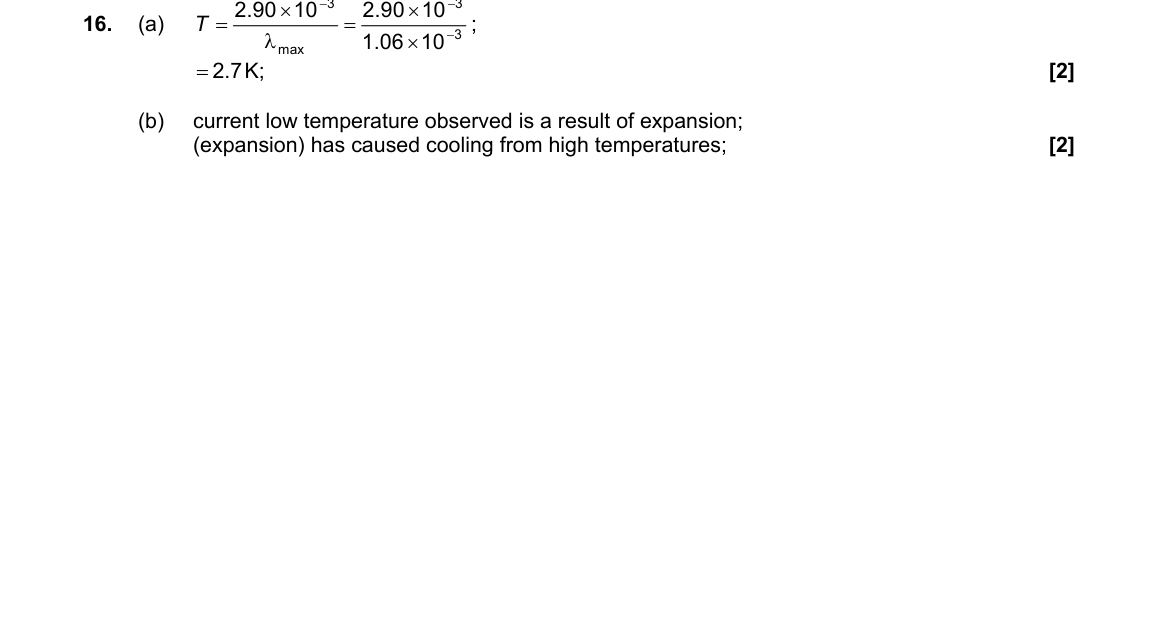 16. (a) T = 2.90×10⁻³ / λmax = 2.90×10⁻³ / 1.06×10⁻³ ;
= 2.7 K; [2]
(b) current low temperature observed is a result of expansion;
(expansion) has caused cooling from high temperatures; [2]